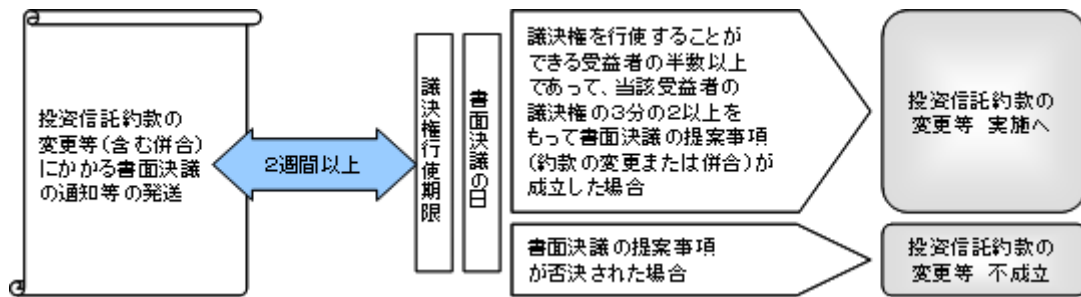 投資信託約款の
変更等(含む併合)
にかかる書面決議
の通知等の発送
2週間以上
議決権行使期限
書面決議の日
議決権を行使することが
できる受益者の半数以上
であって、当該受益者の
議決権の3分の2以上を
もって書面決議の提案事項
(約款の変更または併合)が
成立した場合
投資信託約款の
変更等 実施へ
書面決議の提案事項
が否決された場合
投資信託約款の
変更等 不成立